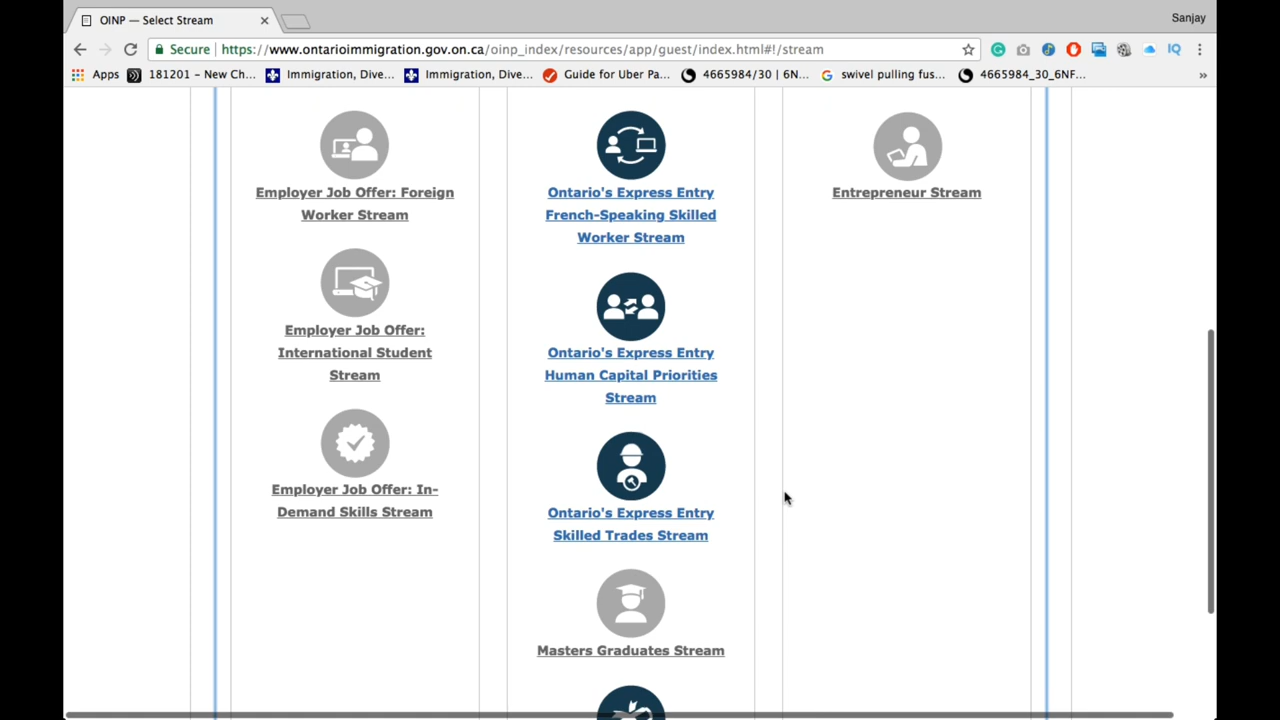 OINP — Select Stream
Sanjay
Secure
https://www.ontarioimmigration.gov.on.ca/oinp_index/resources/app/guest/index.html#!/stream
IQ
Apps
181201 – New Ch...
Immigration, Dive...
Immigration, Dive...
Guide for Uber Pa...
4665984/30 | 6N...
swivel pulling fus...
4665984_30_6NF...
»
Employer Job Offer: Foreign
Worker Stream
Employer Job Offer:
International Student
Stream
Employer Job Offer: In-
Demand Skills Stream
Ontario's Express Entry
French-Speaking Skilled
Worker Stream
Ontario's Express Entry
Human Capital Priorities
Stream
Ontario's Express Entry
Skilled Trades Stream
Masters Graduates Stream
Entrepreneur Stream